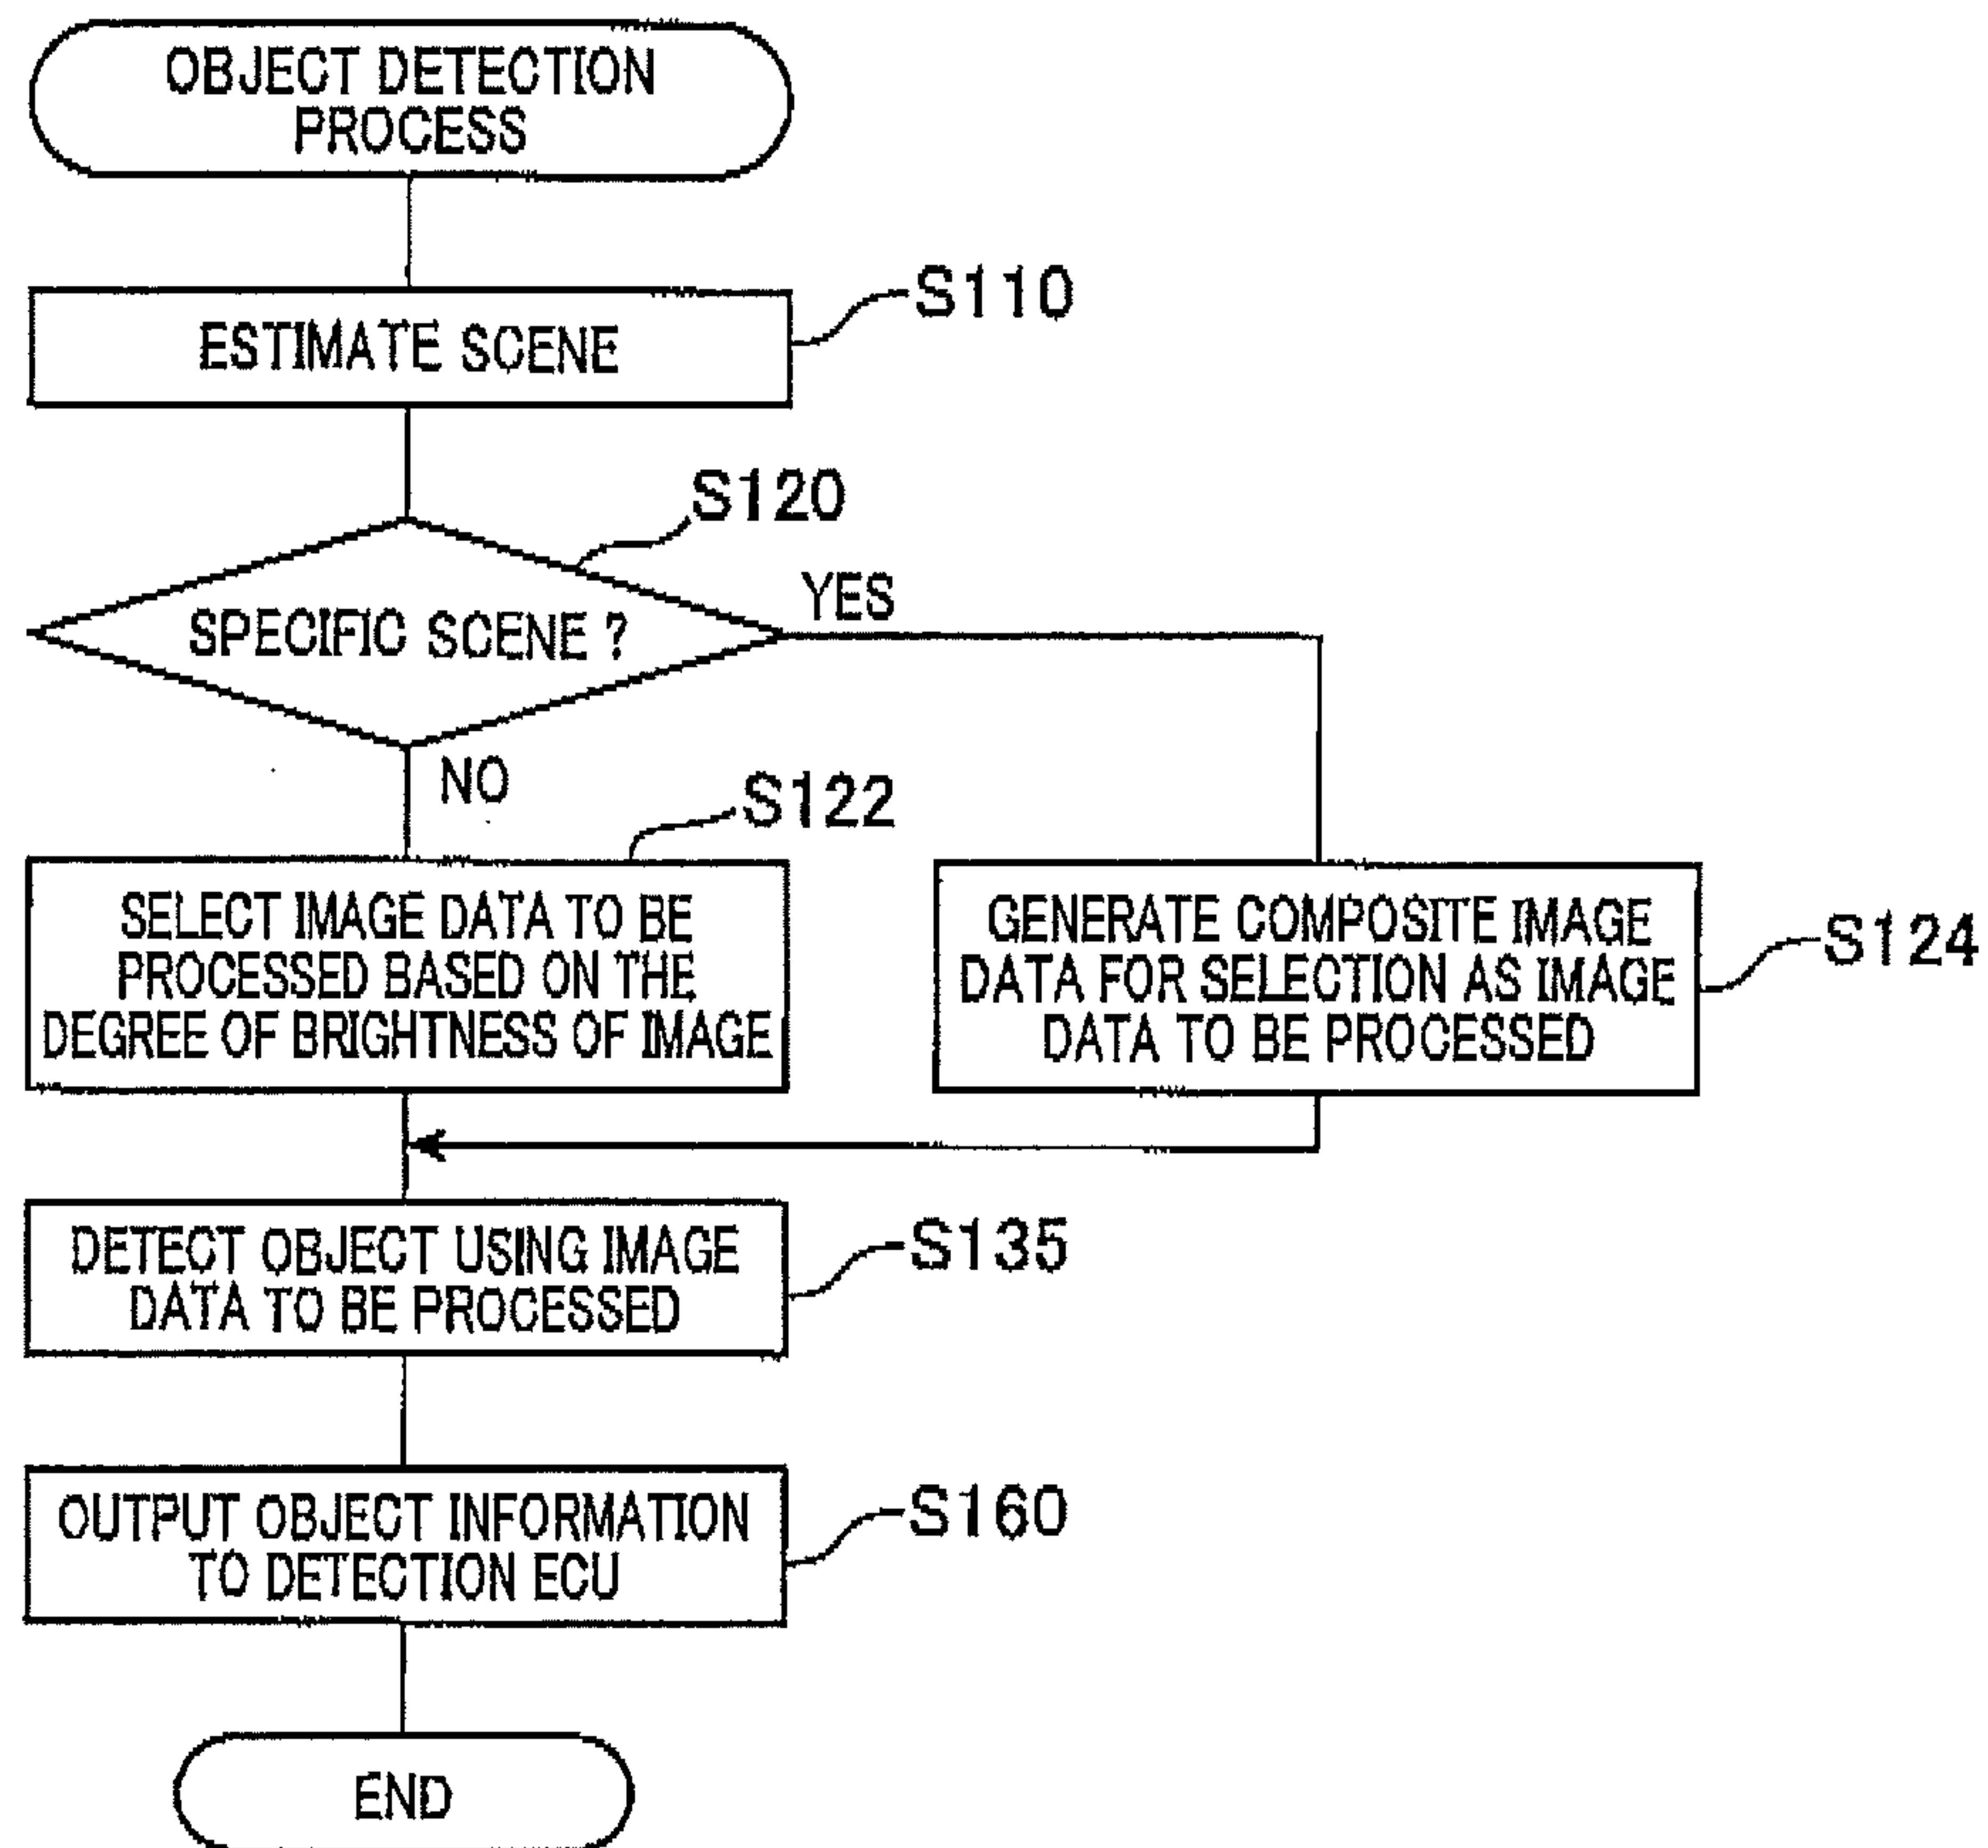 OBJECT DETECTION
PROCESS
S110
ESTIMATE SCENE
S120
SPECIFIC SCENE ?
YES
NO
S122
SELECT IMAGE DATA TO BE
PROCESSED BASED ON THE
DEGREE OF BRIGHTNESS OF IMAGE
GENERATE COMPOSITE IMAGE
DATA FOR SELECTION AS IMAGE
DATA TO BE PROCESSED
S124
DETECT OBJECT USING IMAGE
DATA TO BE PROCESSED
S135
OUTPUT OBJECT INFORMATION
TO DETECTION ECU
S160
END